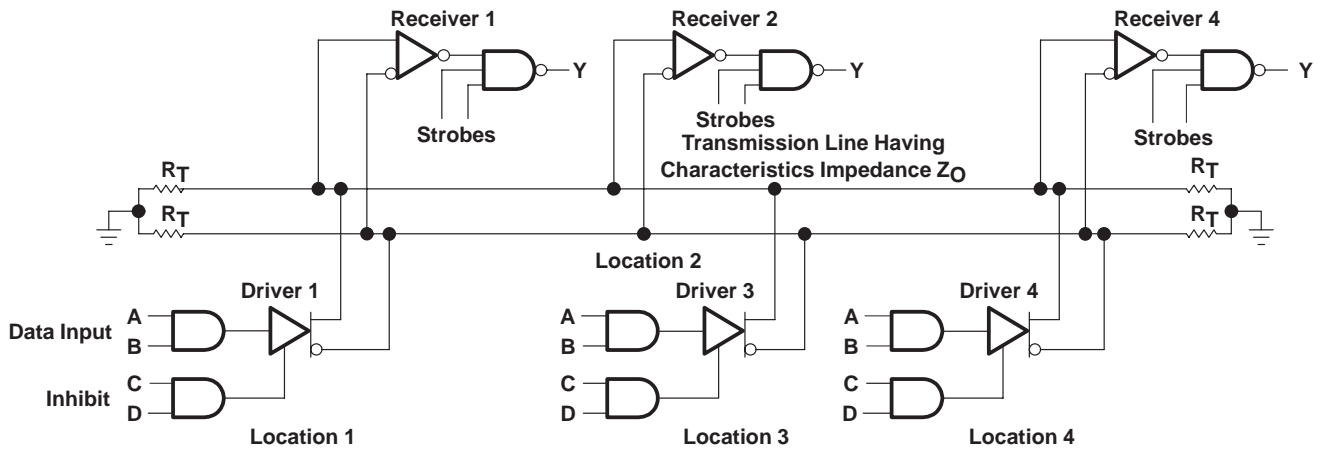 Receiver 1
Receiver 2
Receiver 4
Y
Y
Y
Strobes
Strobes
Strobes
Transmission Line Having
Characteristics Impedance ZO
RT
RT
RT
RT
Location 2
Driver 1
Driver 3
Driver 4
Data Input
A
B
A
B
A
B
Inhibit
C
D
C
D
C
D
Location 1
Location 3
Location 4